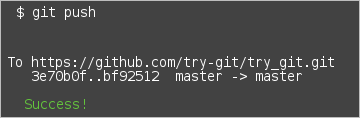 $ git push
To https://github.com/try-git/try_git.git
3e70b0f..bf92512 master -> master
Success!